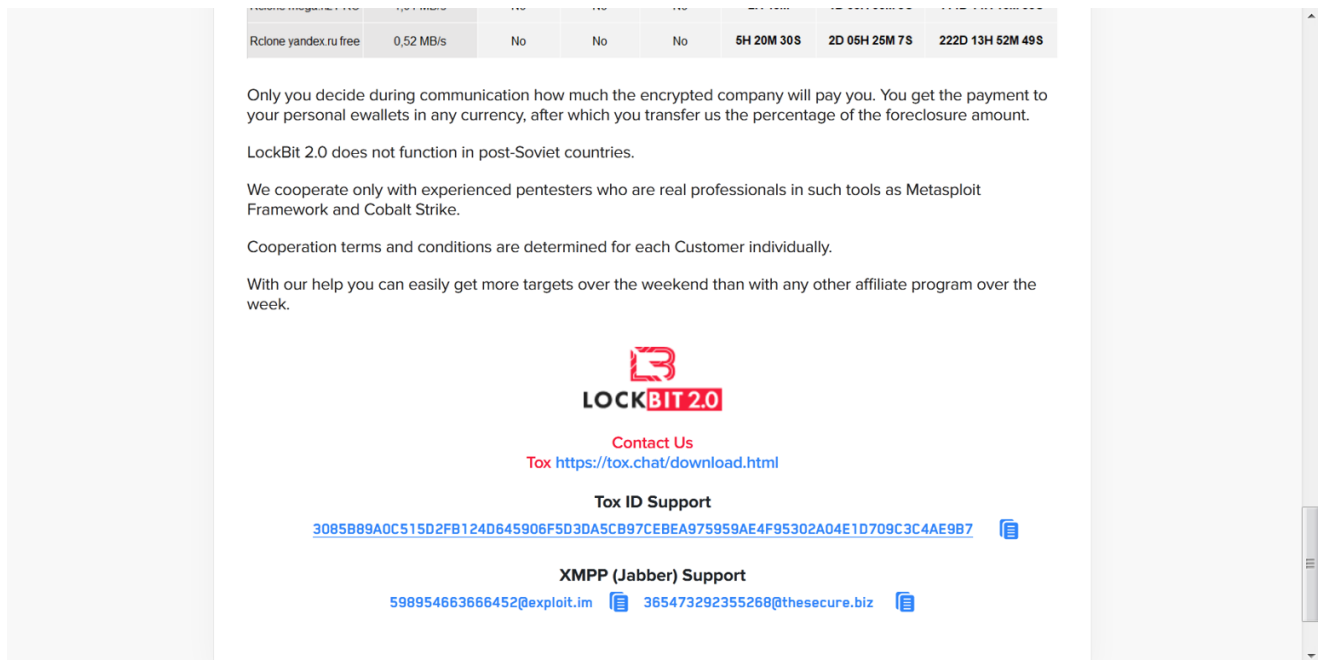 Rclone yandex.ru free 0,52 MB/s No No No 5H 20M 30S 2D 05H 25M 7S 222D 13H 52M 49S
Only you decide during communication how much the encrypted company will pay you. You get the payment to
your personal ewallets in any currency, after which you transfer us the percentage of the foreclosure amount.
LockBit 2.0 does not function in post-Soviet countries.
We cooperate only with experienced pentesters who are real professionals in such tools as Metasploit
Framework and Cobalt Strike.
Cooperation terms and conditions are determined for each Customer individually.
With our help you can easily get more targets over the weekend than with any other affiliate program over the
week.
LOCKBIT 2.0
Contact Us
Tox https://tox.chat/download.html
Tox ID Support
3085B89A0C515D2FB124D645906F5D3DA5CB97CEBEA975959AE4F95302A04E1D709C3C4AE9B7
XMPP (Jabber) Support
598954663666452@exploit.im 365473292355268@thesecure.biz